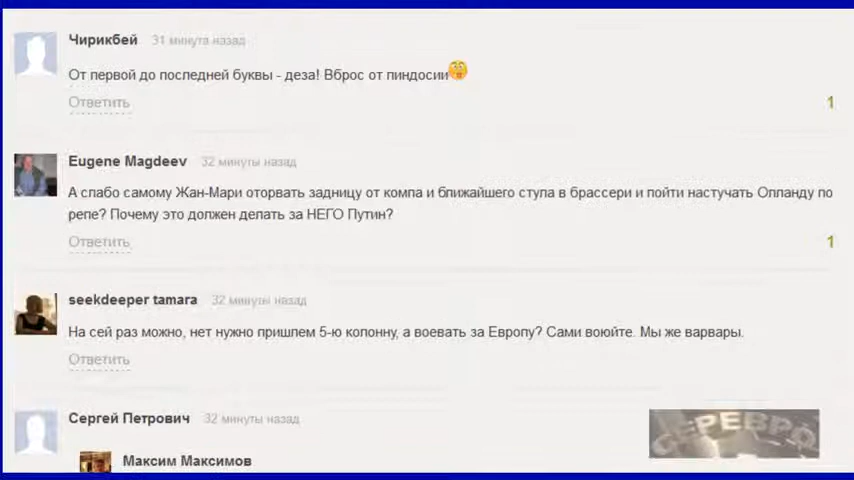 Чирикбей 31 минута назад
От первой до последней буквы - деза! Вброс от пиндосии
Ответить 1
Eugene Magdeev 32 минуты назад
А слабо самому Жан-Мари оторвать задницу от компа и ближайшего стула в брассери и пойти настучать Олланду по
репе? Почему это должен делать за НЕГО Путин?
Ответить 1
seekdeeper tamara 32 минуты назад
На сей раз можно, нет нужно пришлем 5-ю колонну, а воевать за Европу? Сами воюйте. Мы же варвары.
Ответить
Сергей Петрович 32 минуты назад
СЕРЕБРО
Максим Максимов